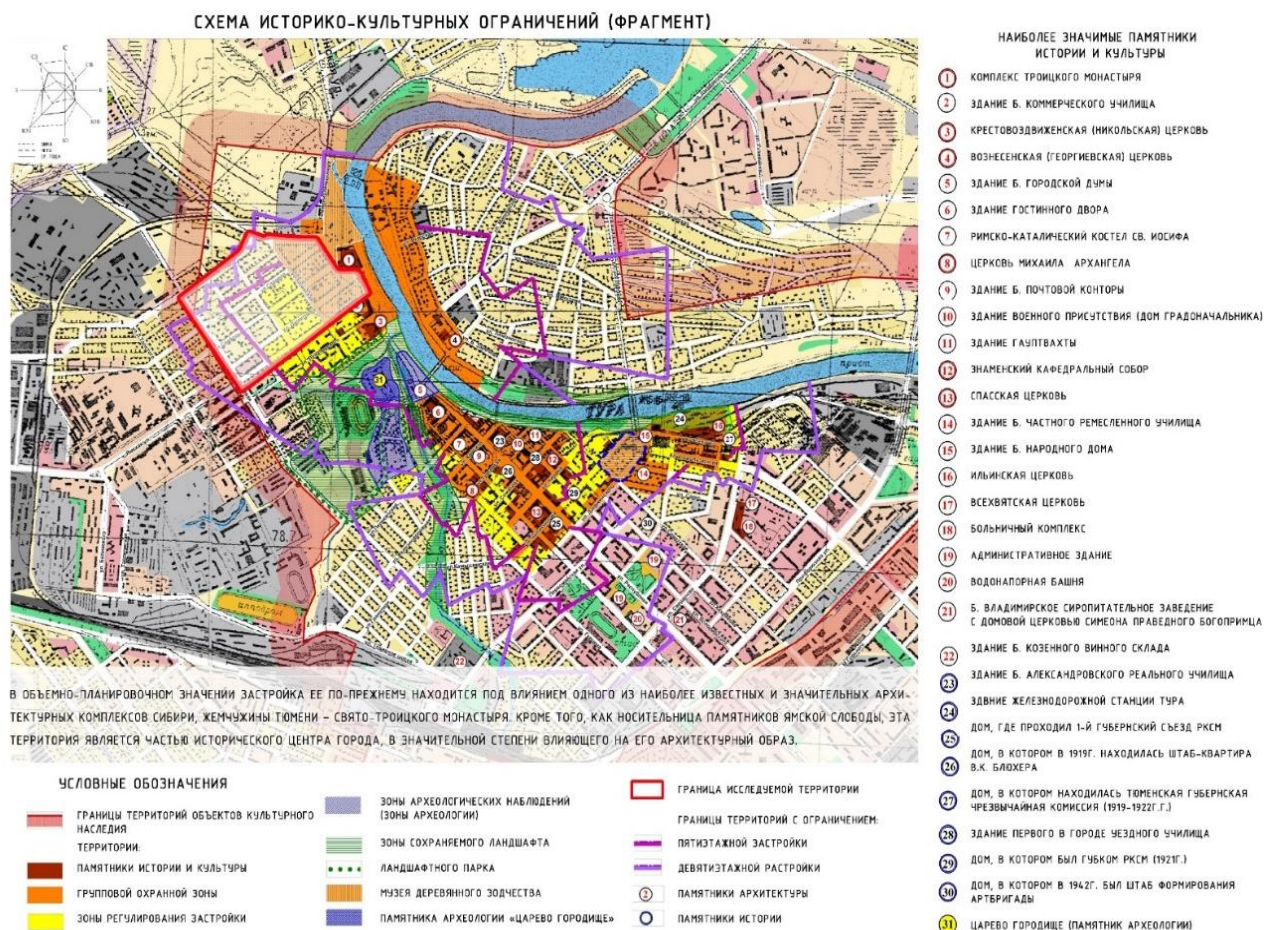 СХЕМА ИСТОРИКО-КУЛЬТУРНЫХ ОГРАНИЧЕНИЙ (ФРАГМЕНТ)
ТУРА
ипподром
78.
В ОБЪЕМНО-ПЛАНИРОВОЧНОМ ЗНАЧЕНИИ ЗАСТРОЙКА ЕЕ ПО-ПРЕЖНЕМУ НАХОДИТСЯ ПОД ВЛИЯНИЕМ ОДНОГО ИЗ НАИБОЛЕЕ ИЗВЕСТНЫХ И ЗНАЧИТЕЛЬНЫХ АРХИ-
ТЕКТУРНЫХ КОМПЛЕКСОВ СИБИРИ, ЖЕМЧУЖИНЫ ТЮМЕНИ – СВЯТО-ТРОИЦКОГО МОНАСТЫРЯ. КРОМЕ ТОГО, КАК НОСИТЕЛЬНИЦА ПАМЯТНИКОВ ЯМСКОЙ СЛОБОДЫ, ЭТА
ТЕРРИТОРИЯ ЯВЛЯЕТСЯ ЧАСТЬЮ ИСТОРИЧЕСКОГО ЦЕНТРА ГОРОДА, В ЗНАЧИТЕЛЬНОЙ СТЕПЕНИ ВЛИЯЮЩЕГО НА ЕГО АРХИТЕКТУРНЫЙ ОБРАЗ.
УСЛОВНЫЕ ОБОЗНАЧЕНИЯ
ГРАНИЦЫ ТЕРРИТОРИЙ ОБЪЕКТОВ КУЛЬТУРНОГО
НАСЛЕДИЯ
ТЕРРИТОРИИ:
ПАМЯТНИКИ ИСТОРИИ И КУЛЬТУРЫ
ГРУППОВОЙ ОХРАННОЙ ЗОНЫ
ЗОНЫ РЕГУЛИРОВАНИЯ ЗАСТРОЙКИ
ЗОНЫ АРХЕОЛОГИЧЕСКИХ НАБЛЮДЕНИЙ
(ЗОНЫ АРХЕОЛОГИИ)
ЗОНЫ СОХРАНЯЕМОГО ЛАНДШАФТА
ЛАНДШАФТНОГО ПАРКА
МУЗЕЯ ДЕРЕВЯННОГО ЗОДЧЕСТВА
ПАМЯТНИКА АРХЕОЛОГИИ «ЦАРЕВО ГОРОДИЩЕ»
ГРАНИЦА ИССЛЕДУЕМОЙ ТЕРРИТОРИИ
ГРАНИЦЫ ТЕРРИТОРИЙ С ОГРАНИЧЕНИЕМ:
ПЯТИЭТАЖНОЙ ЗАСТРОЙКИ
ДЕВЯТИЭТАЖНОЙ РАСТРОЙКИ
2 ПАМЯТНИКИ АРХИТЕКТУРЫ
ПАМЯТНИКИ ИСТОРИИ
НАИБОЛЕЕ ЗНАЧИМЫЕ ПАМЯТНИКИ
ИСТОРИИ И КУЛЬТУРЫ
1 КОМПЛЕКС ТРОИЦКОГО МОНАСТЫРЯ
2 ЗДАНИЕ Б. КОММЕРЧЕСКОГО УЧИЛИЩА
3 КРЕСТОВОЗДВИЖЕНСКАЯ (НИКОЛЬСКАЯ) ЦЕРКОВЬ
4 ВОЗНЕСЕНСКАЯ (ГЕОРГИЕВСКАЯ) ЦЕРКОВЬ
5 ЗДАНИЕ Б. ГОРОДСКОЙ ДУМЫ
6 ЗДАНИЕ ГОСТИННОГО ДВОРА
7 РИМСКО-КАТАЛИЧЕСКИЙ КОСТЕЛ СВ. ИОСИФА
8 ЦЕРКОВЬ МИХАИЛА АРХАНГЕЛА
9 ЗДАНИЕ Б. ПОЧТОВОЙ КОНТОРЫ
10 ЗДАНИЕ ВОЕННОГО ПРИСУТСТВИЯ (ДОМ ГРАДОНАЧАЛЬНИКА)
11 ЗДАНИЕ ГАУПТВАХТЫ
12 ЗНАМЕНСКИЙ КАФЕДРАЛЬНЫЙ СОБОР
13 СПАССКАЯ ЦЕРКОВЬ
14 ЗДАНИЕ Б. ЧАСТНОГО РЕМЕСЛЕННОГО УЧИЛИЩА
15 ЗДАНИЕ Б. НАРОДНОГО ДОМА
16 ИЛЬИНСКАЯ ЦЕРКОВЬ
17 ВСЕХВЯТСКАЯ ЦЕРКОВЬ
18 БОЛЬНИЧНЫЙ КОМПЛЕКС
19 АДМИНИСТРАТИВНОЕ ЗДАНИЕ
20 ВОДОНАПОРНАЯ БАШНЯ
21 Б. ВЛАДИМИРСКОЕ СИРОПИТАТЕЛЬНОЕ ЗАВЕДЕНИЕ
С ДОМОВОЙ ЦЕРКОВЬЮ СИМЕОНА ПРАВЕДНОГО БОГОПРИМЦА
22 ЗДАНИЕ Б. КОЗЕННОГО ВИННОГО СКЛАДА
23 ЗДАНИЕ Б. АЛЕКСАНДРОВСКОГО РЕАЛЬНОГО УЧИЛИЩА
24 ЗДВНИЕ ЖЕЛЕЗНОДОРОЖНОЙ СТАНЦИИ ТУРА
25 ДОМ, ГДЕ ПРОХОДИЛ 1-Й ГУБЕРНСКИЙ СЪЕЗД РКСМ
26 ДОМ, В КОТОРОМ В 1919Г. НАХОДИЛАСЬ ШТАБ-КВАРТИРА
В.К. БЛЮХЕРА
27 ДОМ, В КОТОРОМ НАХОДИЛАСЬ ТЮМЕНСКАЯ ГУБЕРНСКАЯ
ЧРЕЗВЫЧАЙНАЯ КОМИССИЯ (1919-1922Г.Г.)
28 ЗДАНИЕ ПЕРВОГО В ГОРОДЕ УЕЗДНОГО УЧИЛИЩА
29 ДОМ, В КОТОРОМ БЫЛ ГУБКОМ РКСМ (1921Г.)
30 ДОМ, В КОТОРОМ В 1942Г. БЫЛ ШТАБ ФОРМИРОВАНИЯ
АРТБРИГАДЫ
31 ЦАРЕВО ГОРОДИЩЕ (ПАМЯТНИК АРХЕОЛОГИИ)